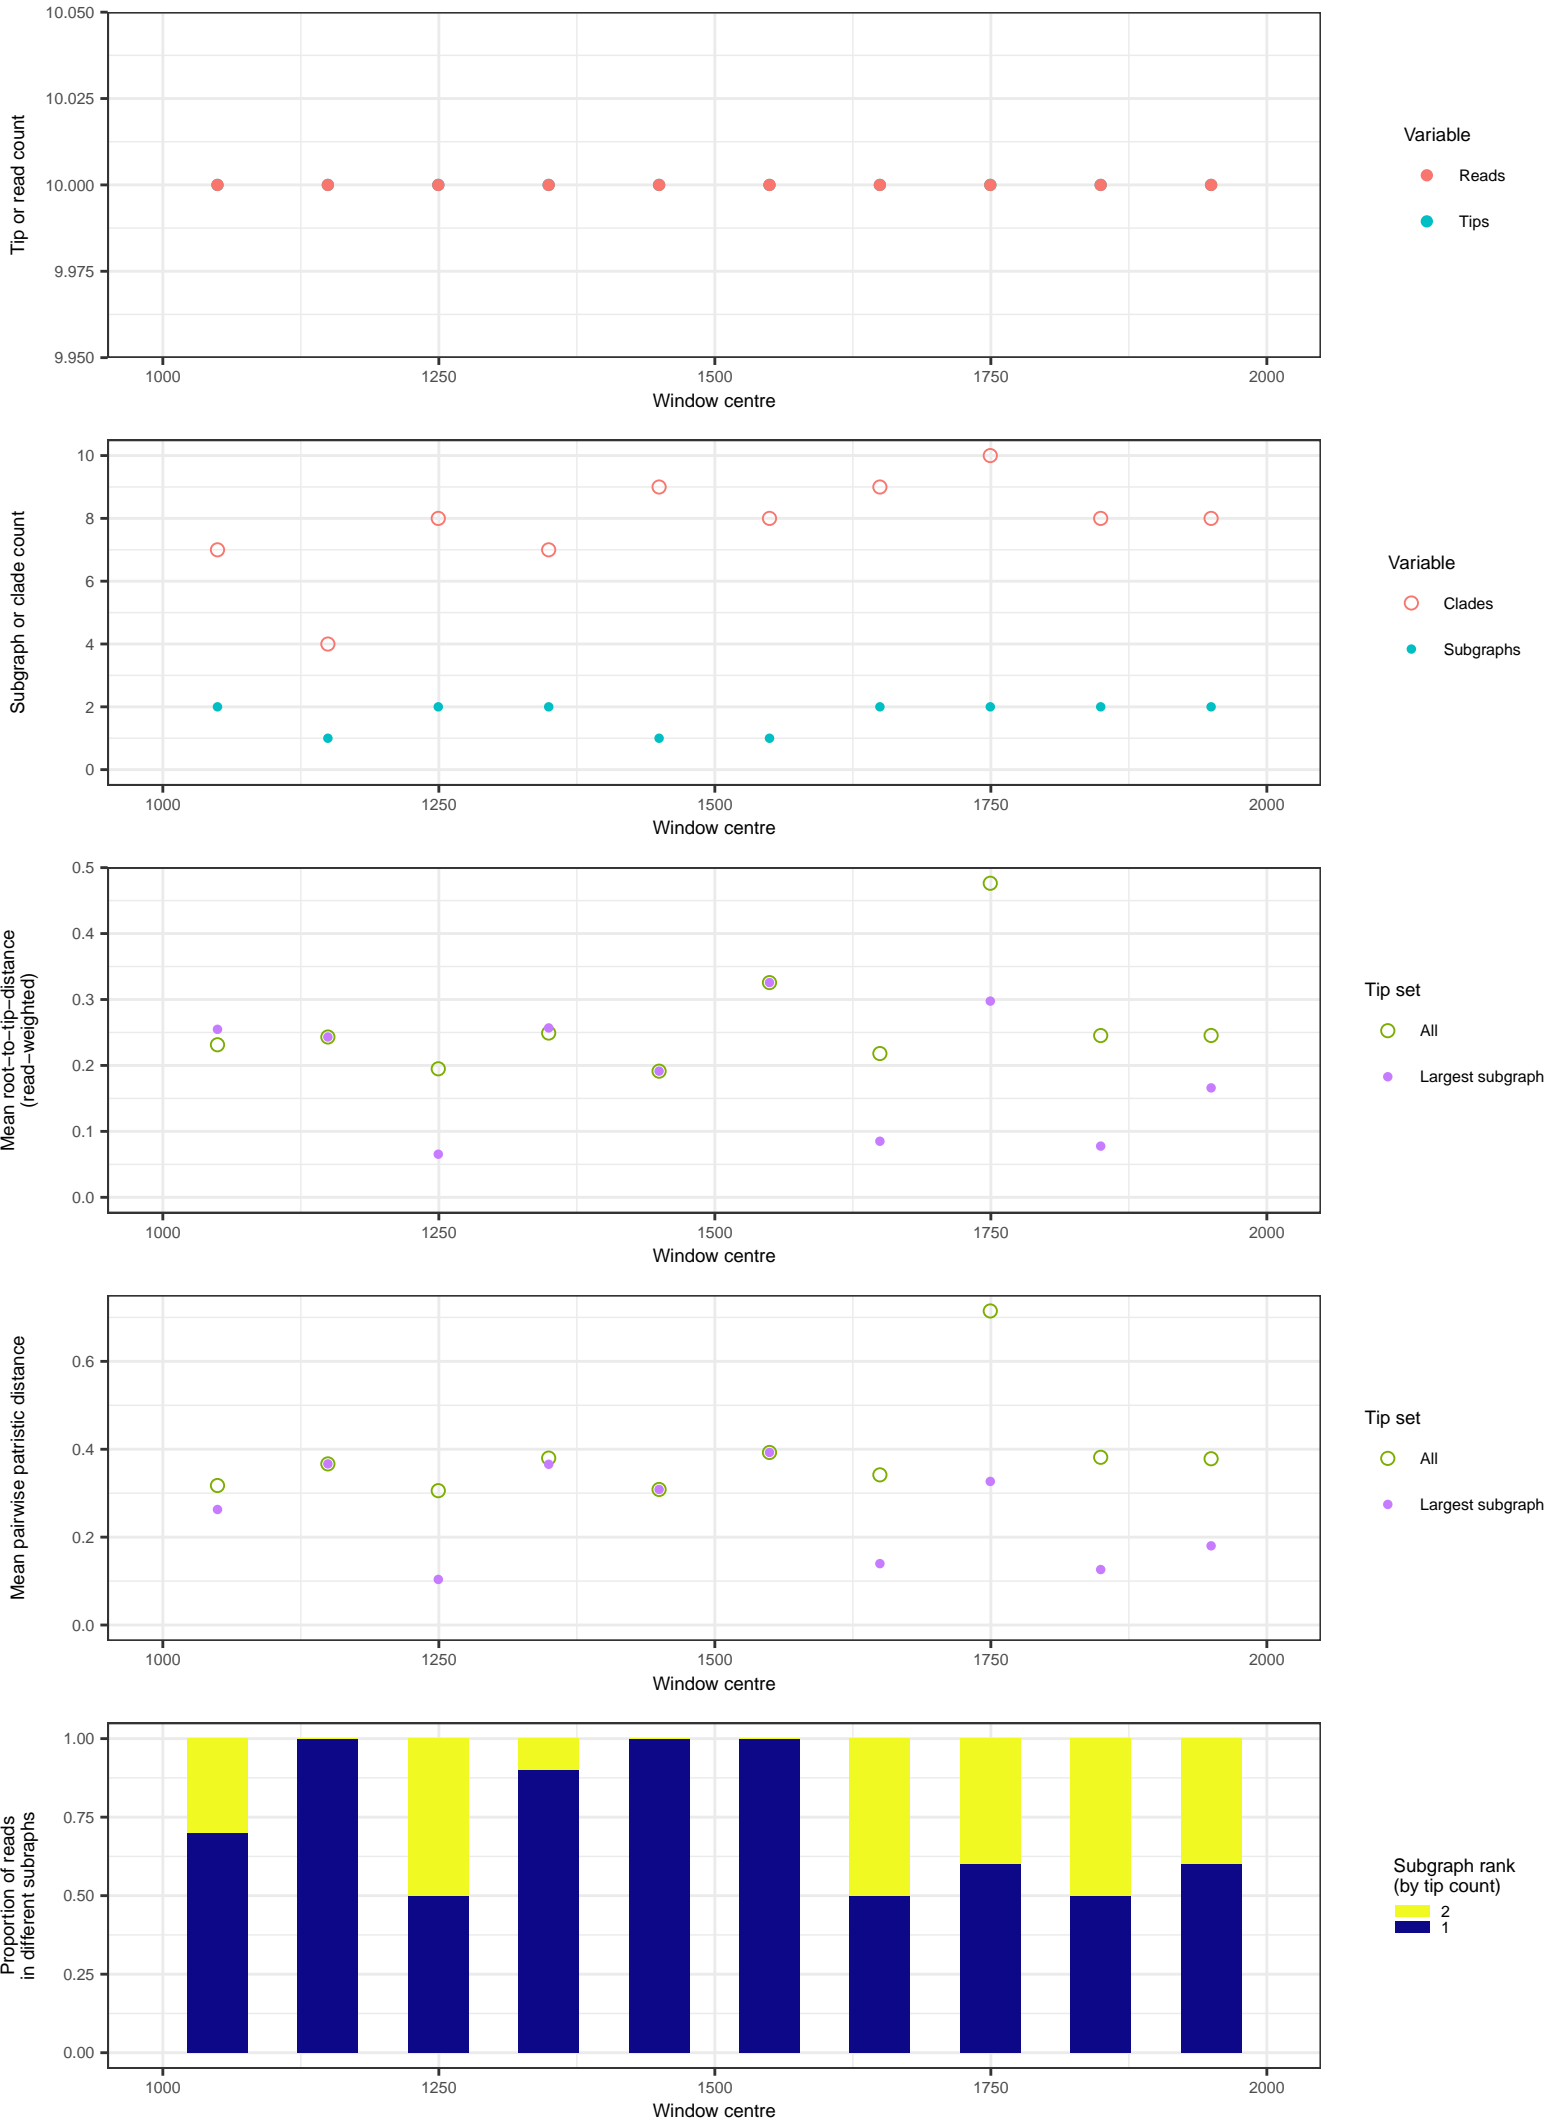 10.050
10.025
10.000
9.975
9.950
Tip or read count
1000 1250 1500 1750 2000
Window centre
Variable
Reads
Tips
10
8
6
4
2
0
Subgraph or clade count
1000 1250 1500 1750 2000
Window centre
Variable
Clades
Subgraphs
0.5
0.4
0.3
0.2
0.1
0.0
Mean root−to−tip−distance
(read−weighted)
1000 1250 1500 1750 2000
Window centre
Tip set
All
Largest subgraph
0.6
0.4
0.2
0.0
Mean pairwise patristic distance
1000 1250 1500 1750 2000
Window centre
Tip set
All
Largest subgraph
1.00
0.75
0.50
0.25
0.00
Proportion of reads
in different subraphs
1000 1250 1500 1750 2000
Window centre
Subgraph rank
(by tip count)
2
1